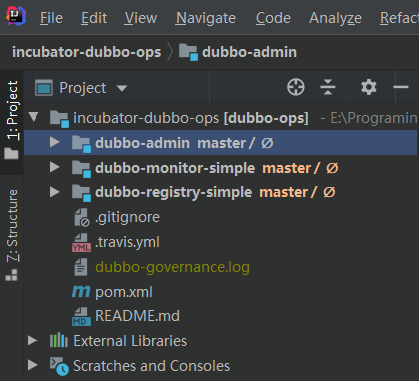 File Edit View Navigate Code Analyze Refact
incubator-dubbo-ops dubbo-admin
1: Project
Project
incubator-dubbo-ops [dubbo-ops] - E:\Programin
dubbo-admin master / Ø
dubbo-monitor-simple master / Ø
dubbo-registry-simple master / Ø
.gitignore
YML .travis.yml
dubbo-governance.log
m pom.xml
MD README.md
Z: Structure
External Libraries
Scratches and Consoles